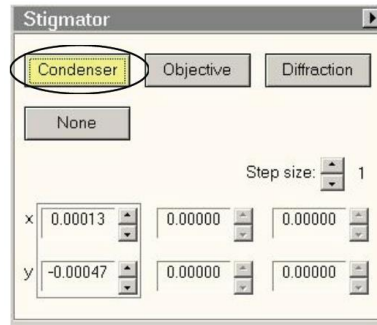 Stigmator
Condenser Objective Diffraction
None
Step size: 1
x 0.00013 0.00000 0.00000
y -0.00047 0.00000 0.00000